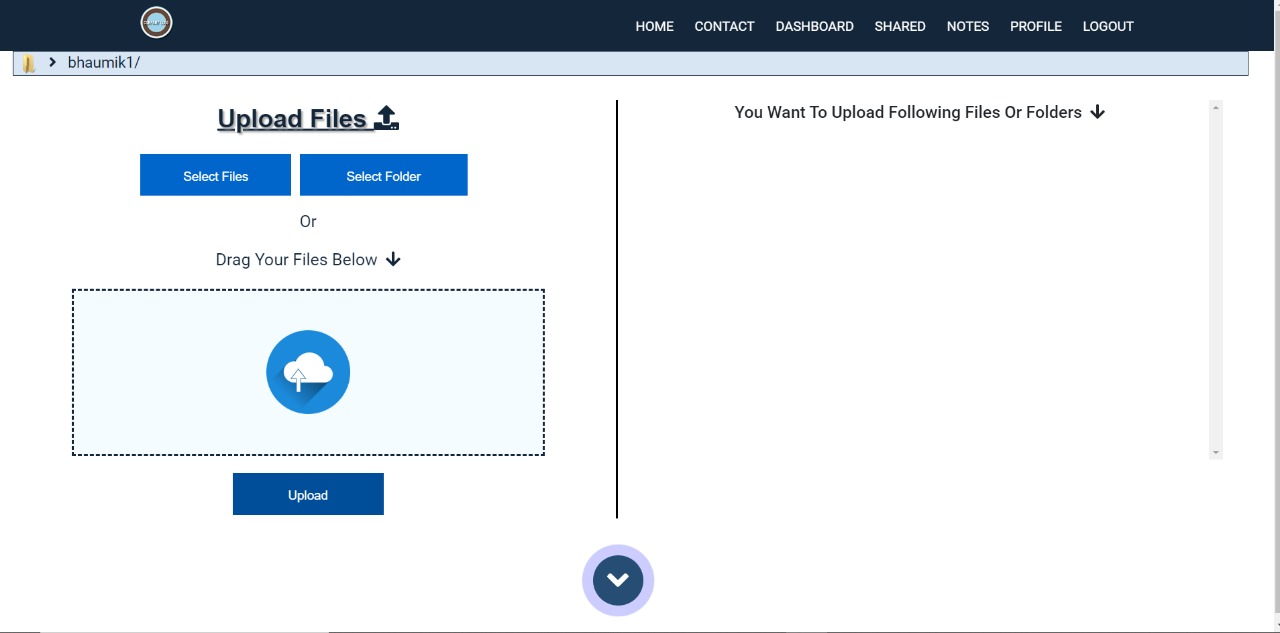 HOME CONTACT DASHBOARD SHARED NOTES PROFILE LOGOUT
bhaumik1/
Upload Files
Select Files Select Folder
Or
Drag Your Files Below
Upload
You Want To Upload Following Files Or Folders